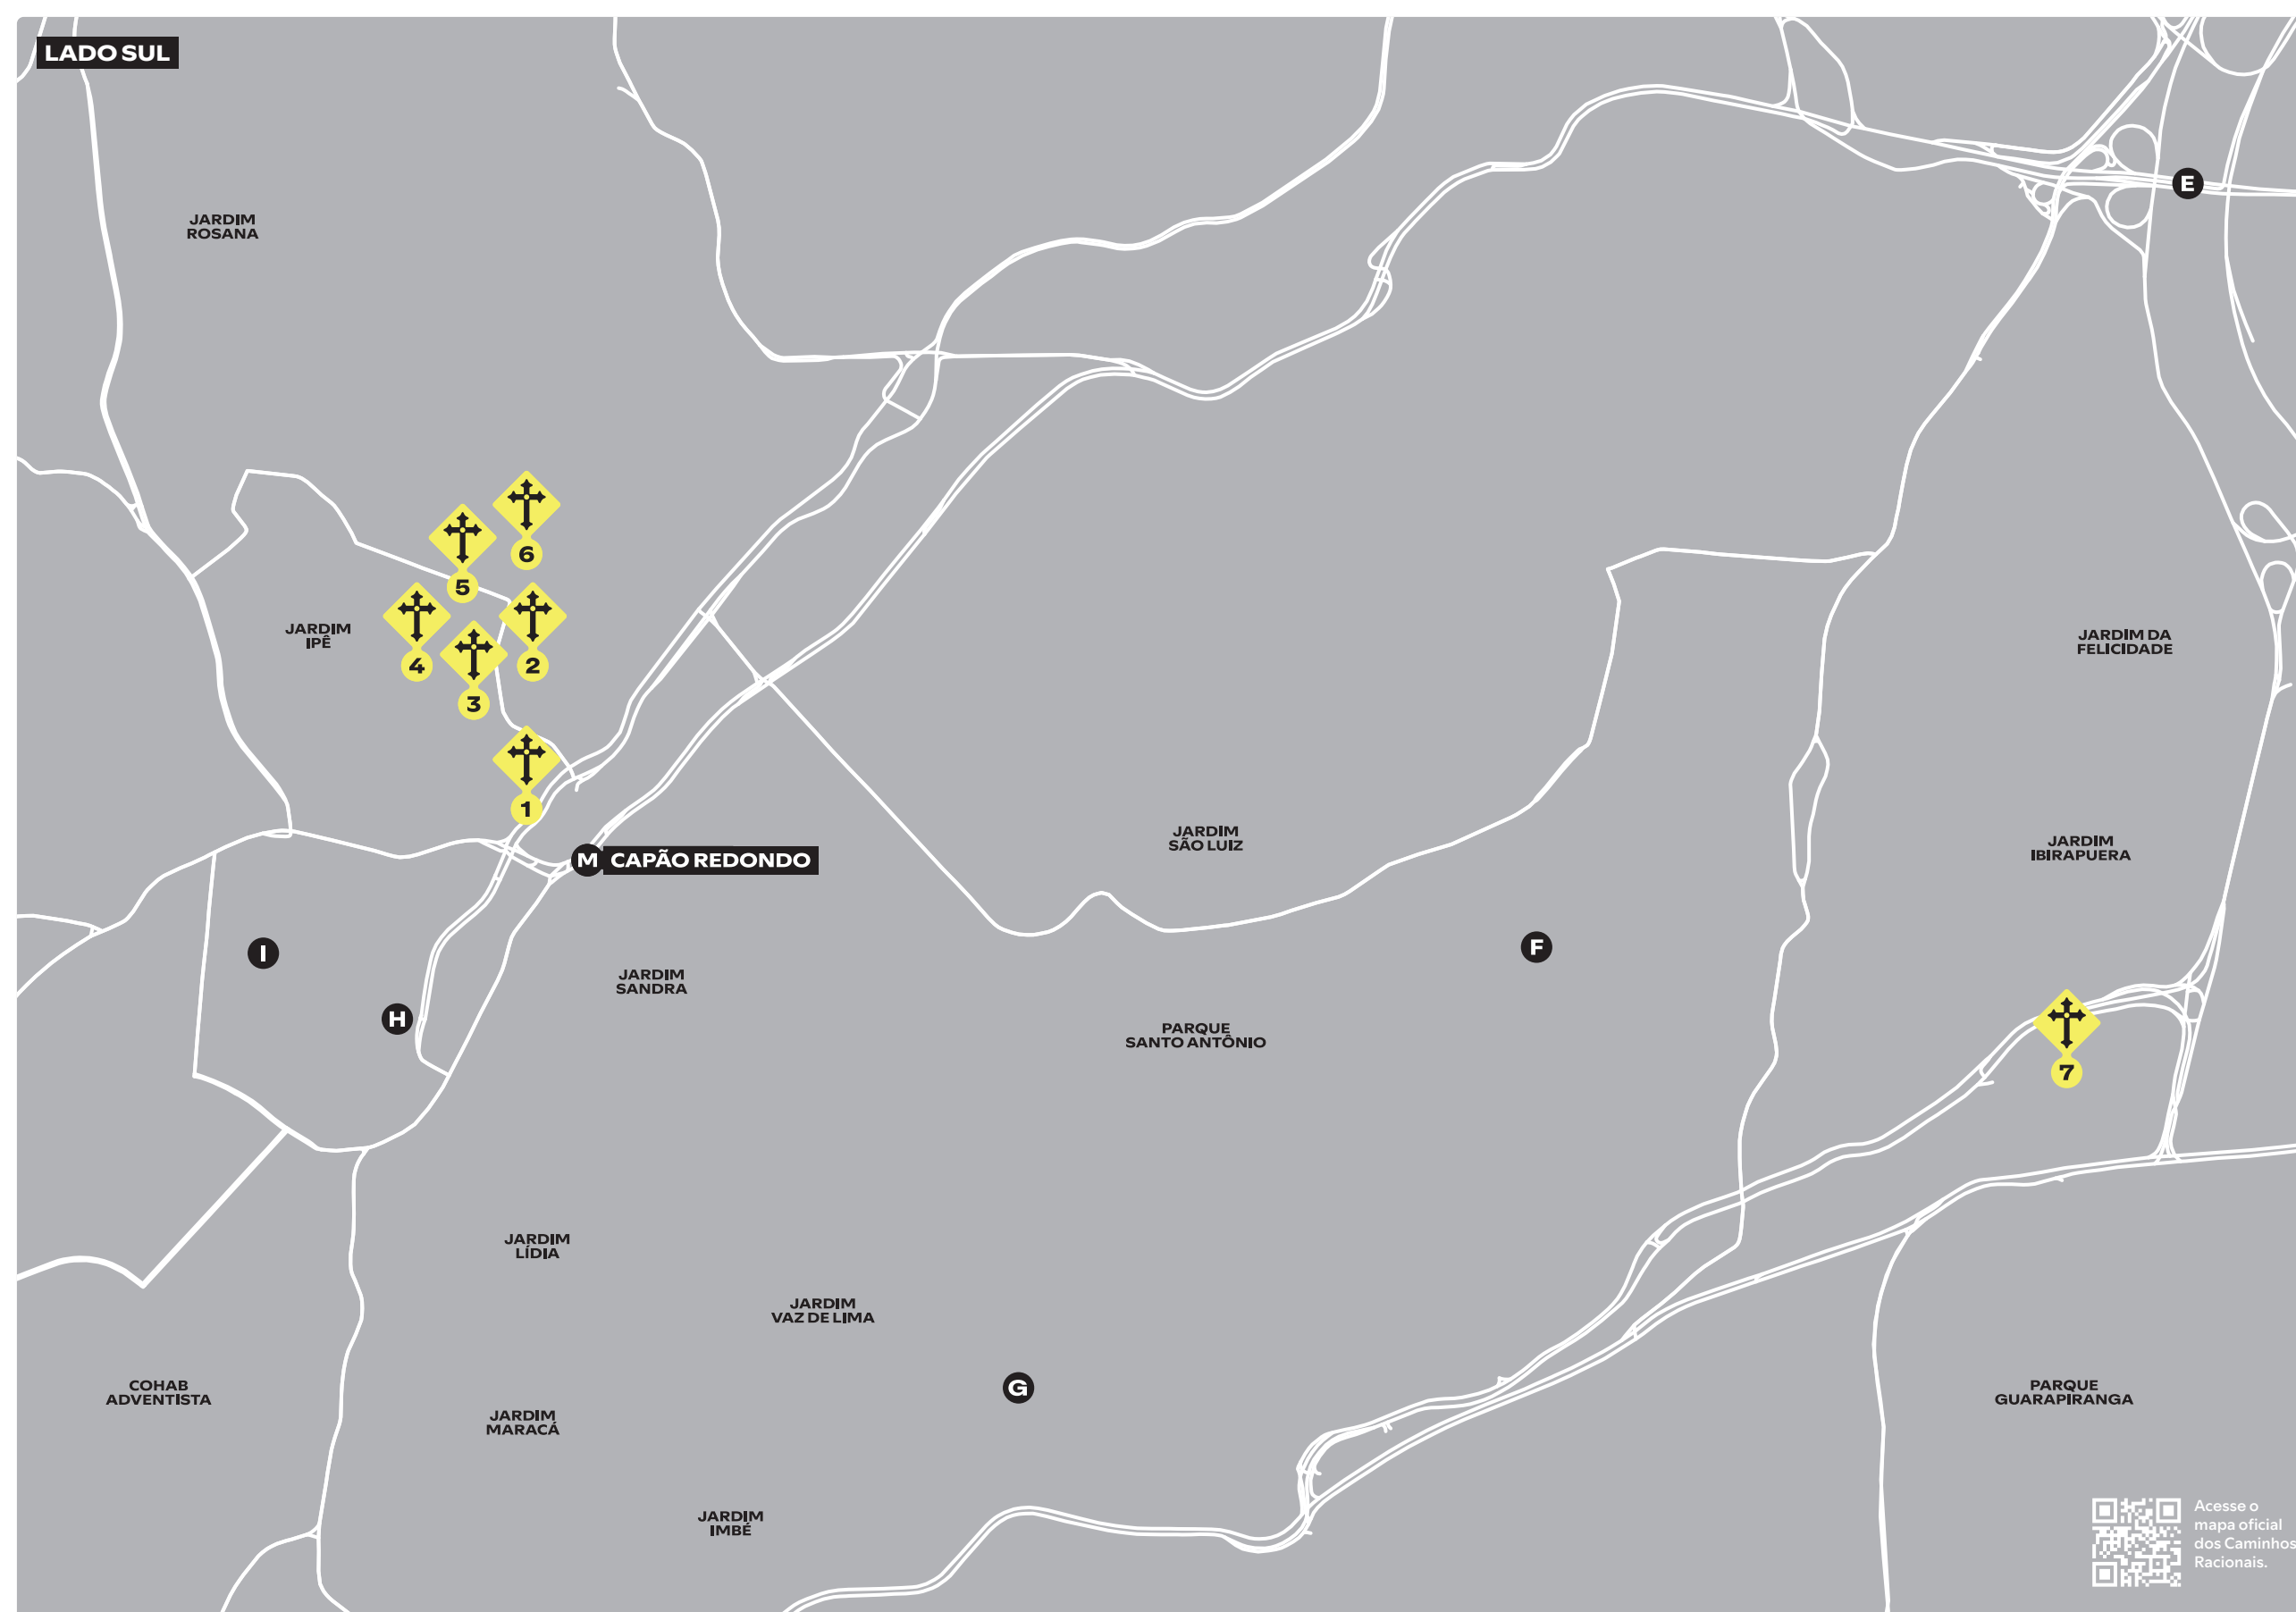 LADO SUL
E
JARDIM
ROSANA
6
5
JARDIM
IPÊ
4
2
3
JARDIM DA
FELICIDADE
1
JARDIM
SÃO LUIZ
JARDIM
IBIRAPUERA
M CAPÃO REDONDO
I
F
JARDIM
SANDRA
H
PARQUE
SANTO ANTÔNIO
7
JARDIM
LÍDIA
JARDIM
VAZ DE LIMA
COHAB
ADVENTISTA
G
PARQUE
GUARAPIRANGA
JARDIM
MARACÁ
JARDIM
IMBÉ
Acesse o
mapa oficial
dos Caminhos
Racionais.